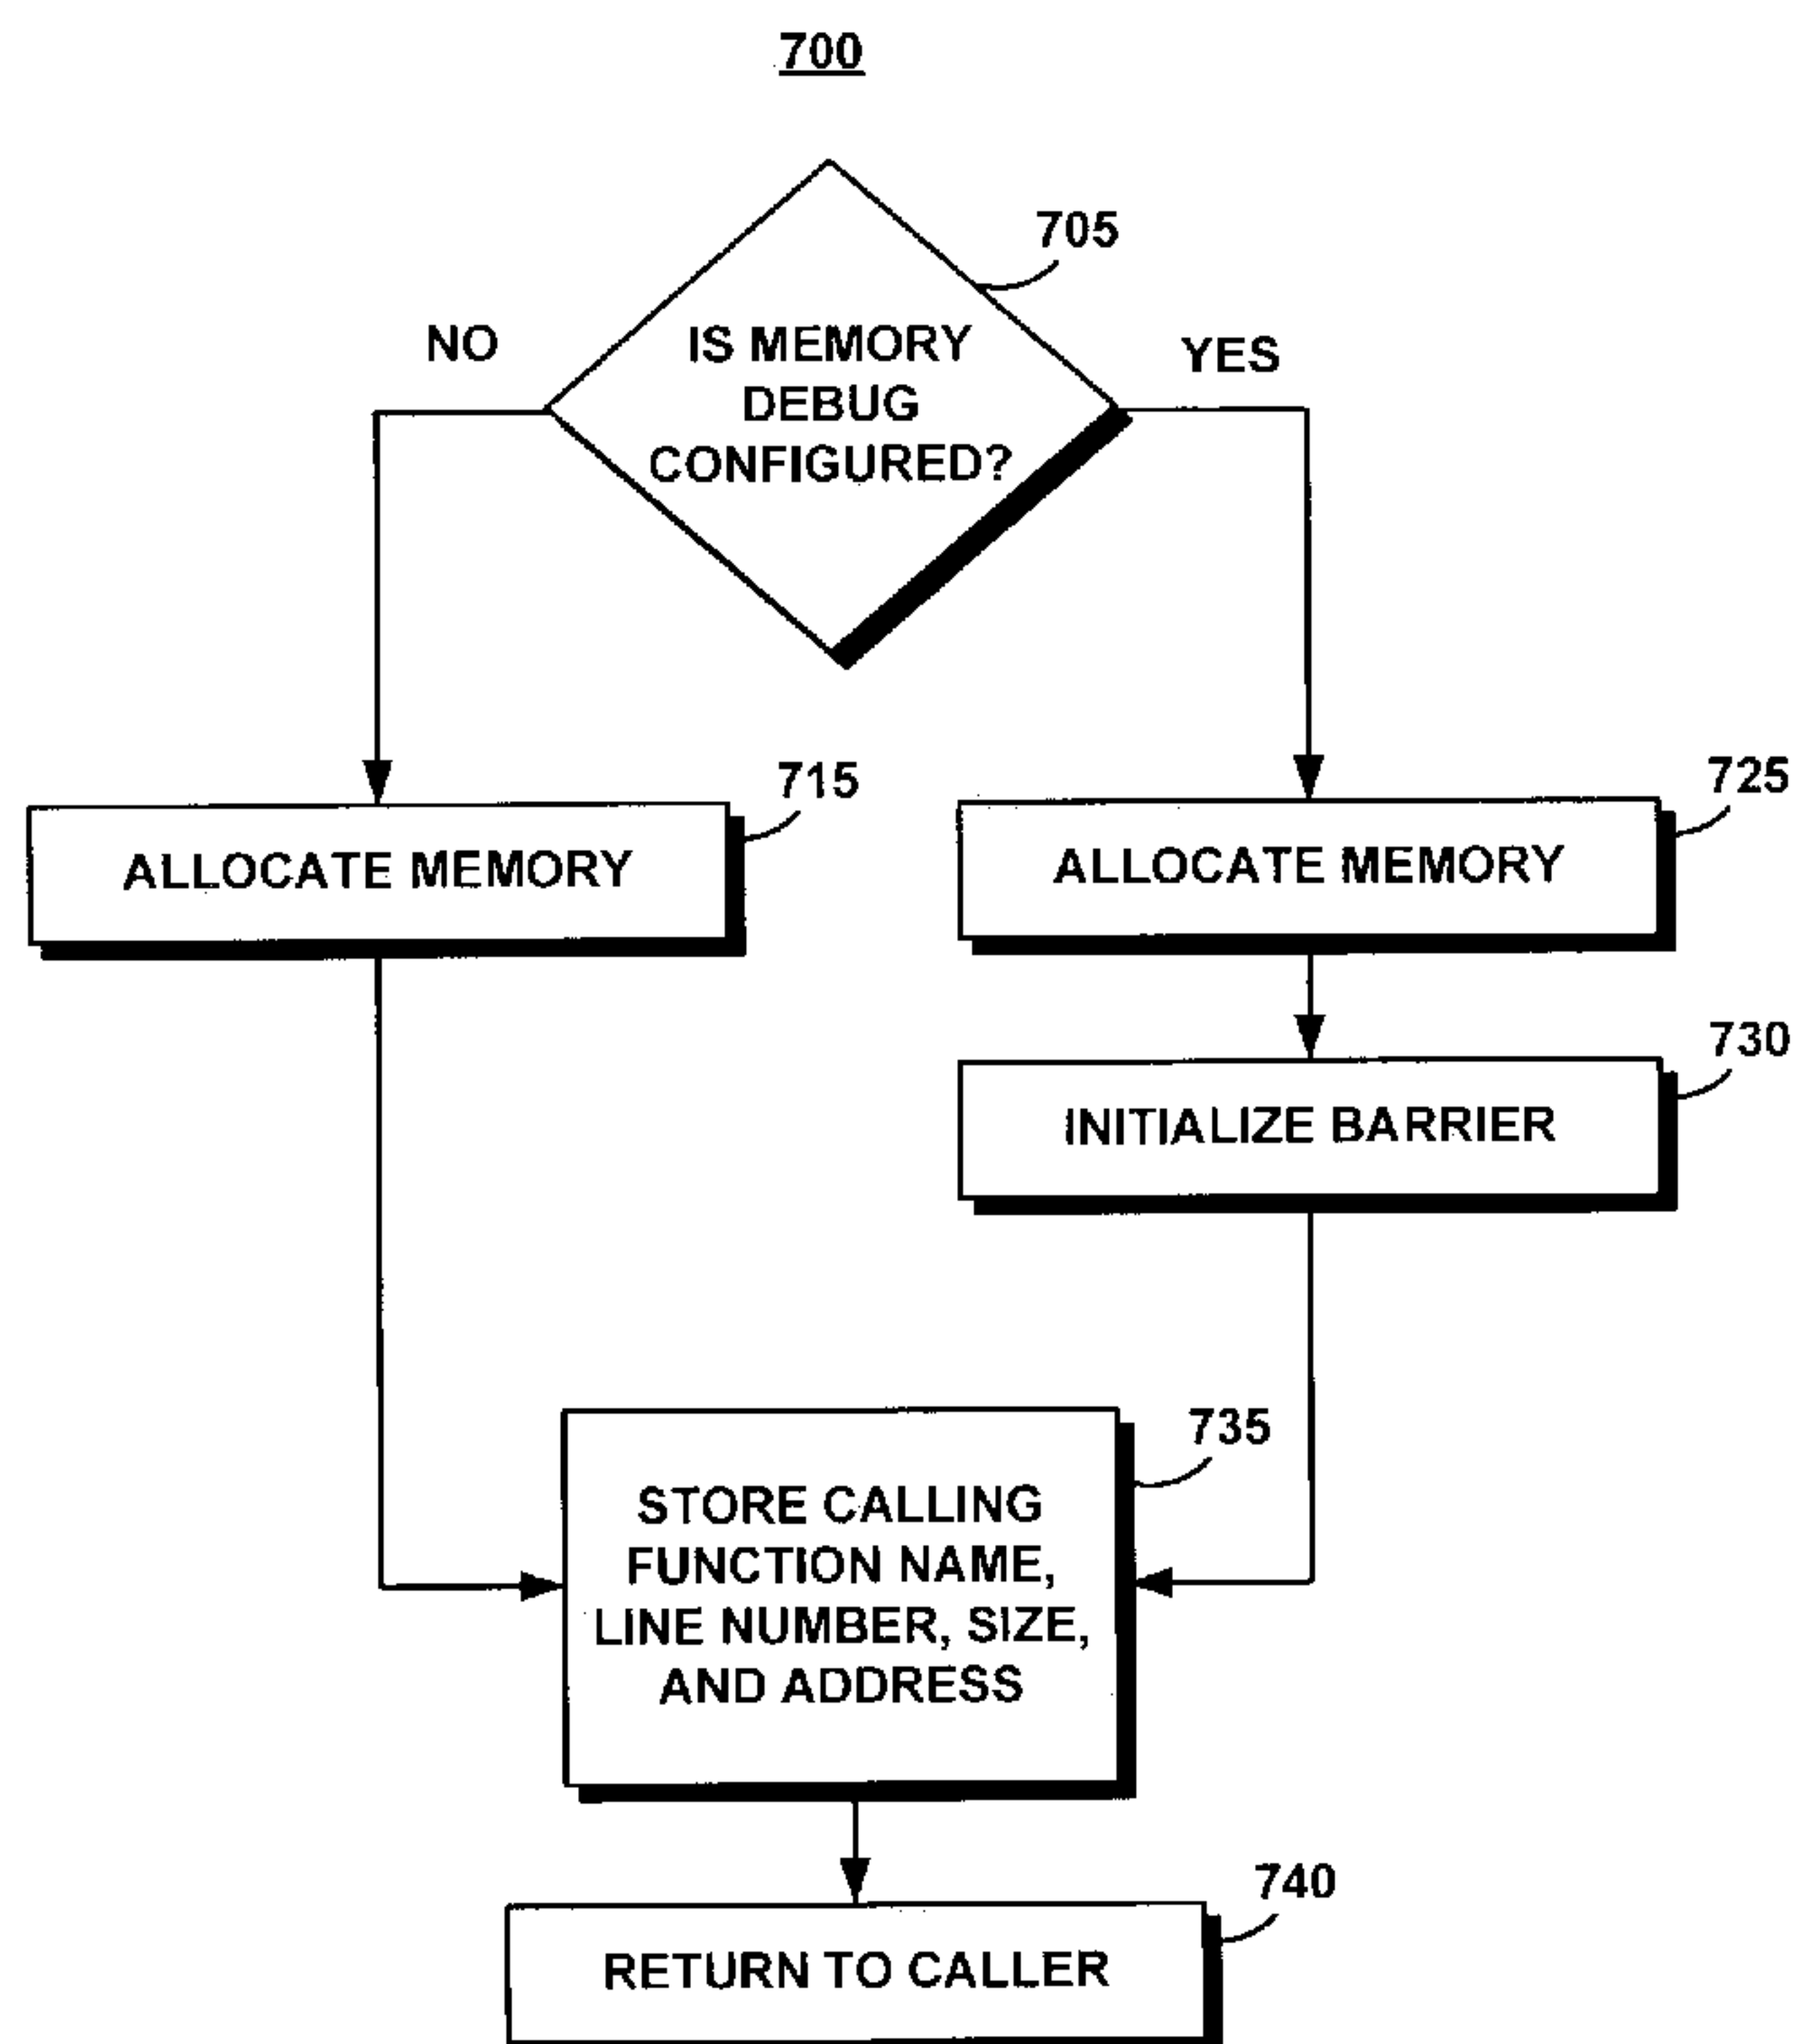 700
705
NO
IS MEMORY
DEBUG
CONFIGURED?
YES
715
ALLOCATE MEMORY
725
ALLOCATE MEMORY
730
INITIALIZE BARRIER
735
STORE CALLING
FUNCTION NAME,
LINE NUMBER, SIZE,
AND ADDRESS
740
RETURN TO CALLER